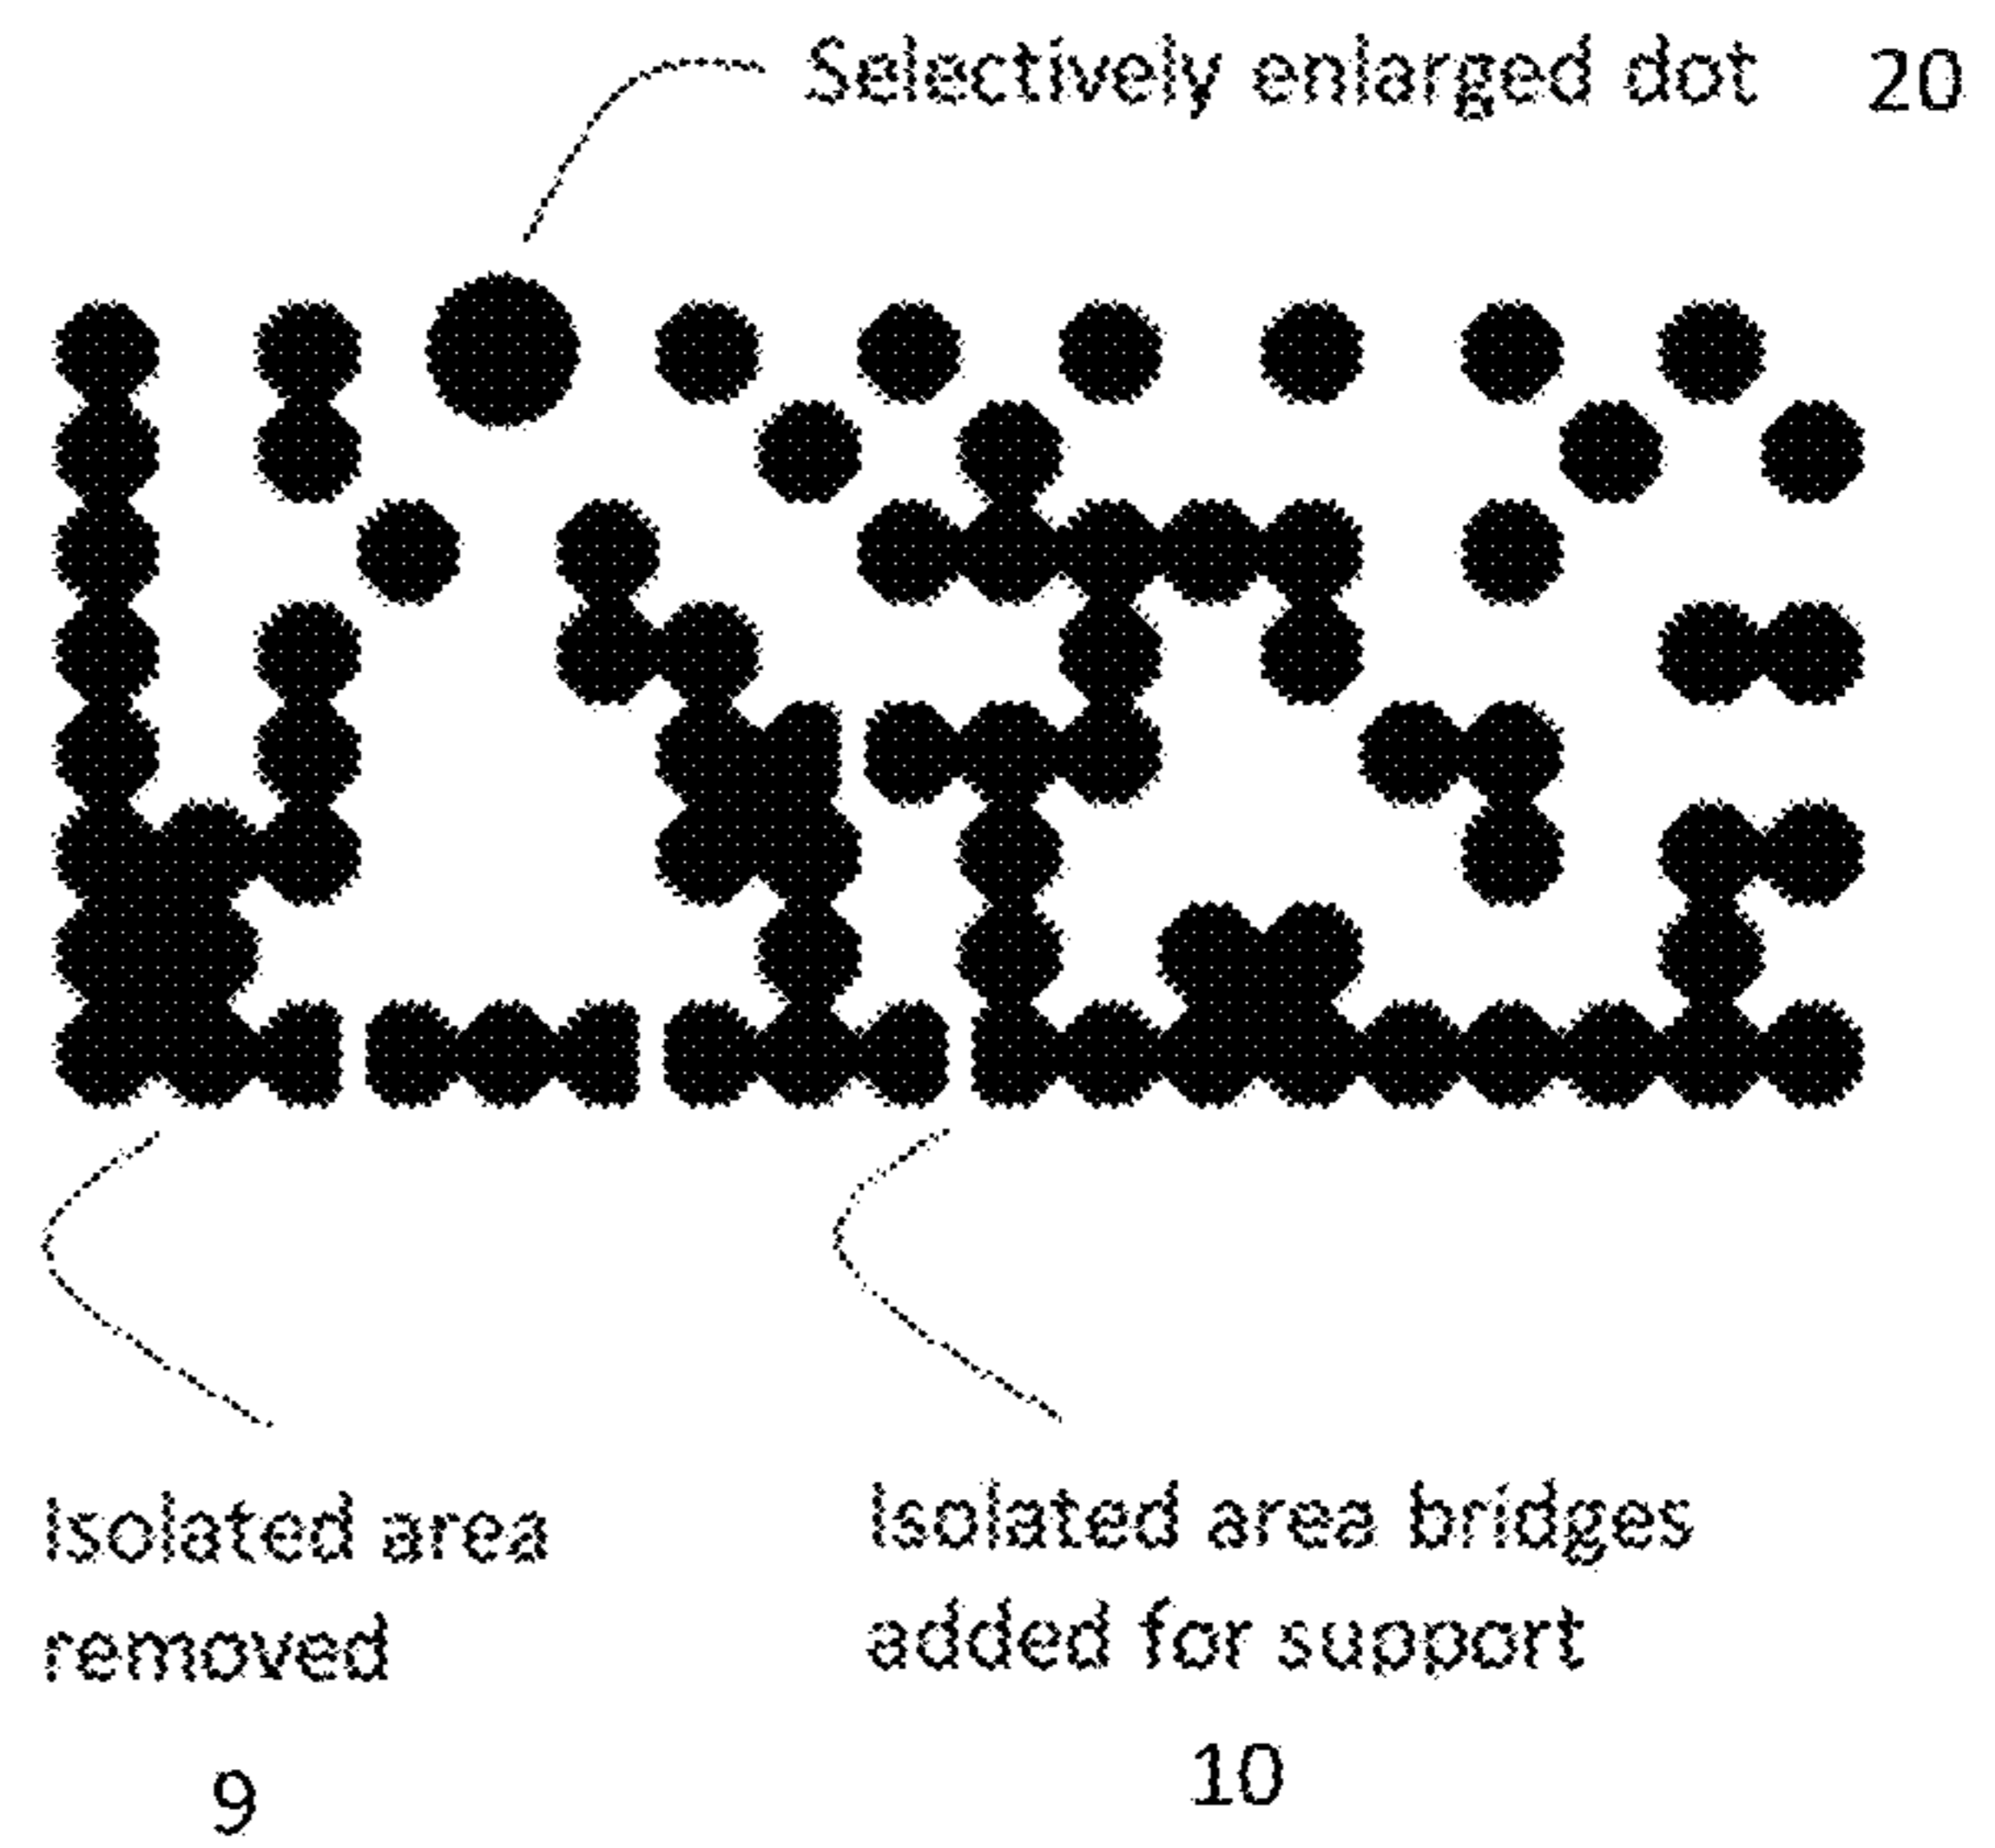 Selectively enlarged dot 20
Isolated area
removed
9
Isolated area bridges
added for support
10